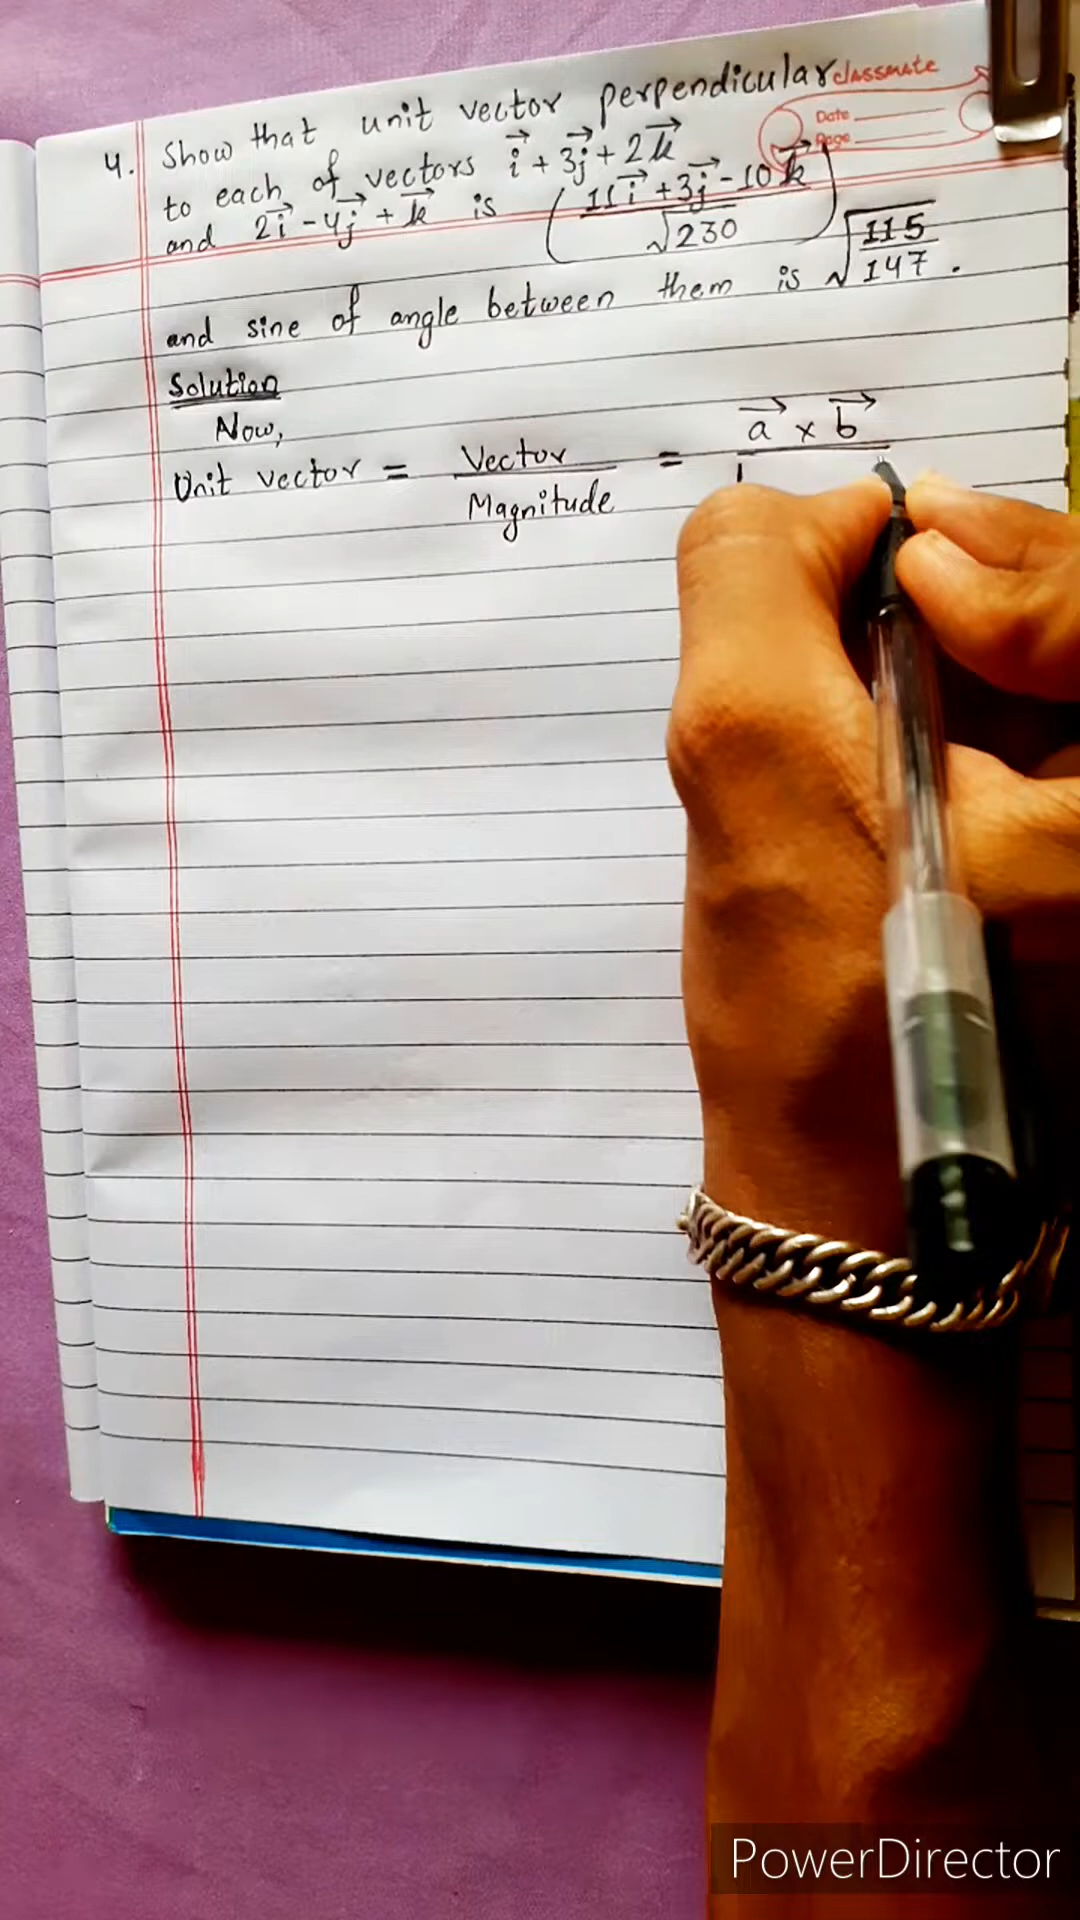 4. Show that unit vector perpendicular
classmate
Date
Page
to each of vectors i⃗ + 3j⃗ + 2k⃗
and 2i⃗ - 4j⃗ + k⃗ is (11i⃗ + 3j⃗ - 10k⃗ / √230)
and sine of angle between them is √115/147 .
Solution
Now,
Unit vector = Vector / Magnitude = a⃗ × b⃗
PowerDirector